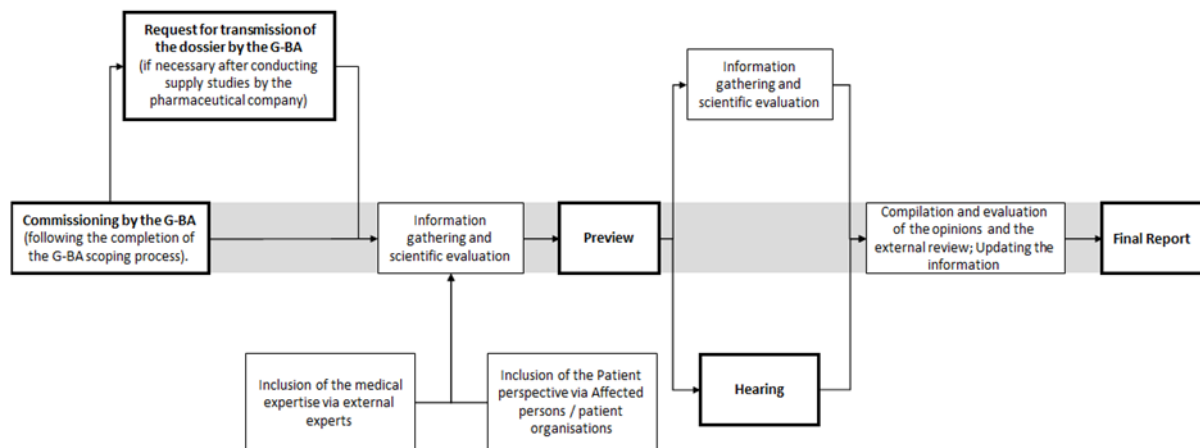 Request for transmission of
the dossier by the G-BA
(if necessary after conducting
supply studies by the
pharmaceutical company)
Information
gathering and
scientific evaluation
Commissioning by the G-BA
(following the completion of
the G-BA scoping process).
Information
gathering and
scientific evaluation
Preview
Compilation and evaluation
of the opinions and the
external review; Updating the
information
Final Report
Inclusion of the medical
expertise via external
experts
Inclusion of the Patient
perspective via Affected
persons / patient
organisations
Hearing